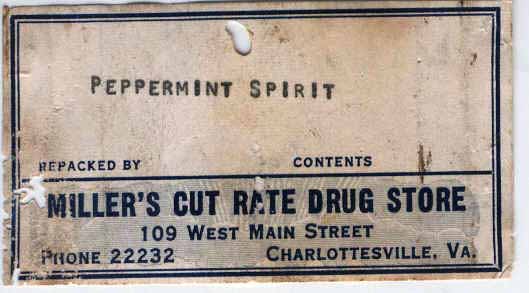 PEPPERMINT SPIRIT
REPACKED BY CONTENTS
MILLER'S CUT RATE DRUG STORE
109 WEST MAIN STREET
PHONE 22232 CHARLOTTESVILLE, VA.